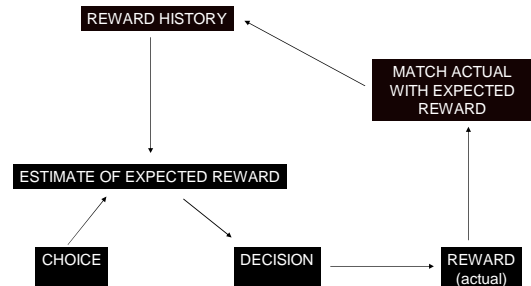 REWARD HISTORY
MATCH ACTUAL
WITH EXPECTED
REWARD
ESTIMATE OF EXPECTED REWARD
CHOICE
DECISION
REWARD
(actual)